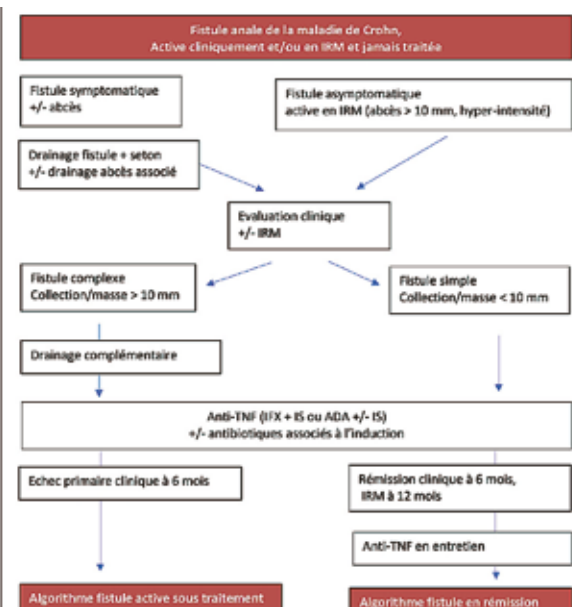 Fistule anale de la maladie de Crohn,
Active cliniquement et/ou en IRM et jamais traitée
Fistule symptomatique
+/- abcès
Fistule asymptomatique
active en IRM (abcès > 10 mm, hyper-intensité)
Drainage fistule + seton
+/- drainage abcès associé
Evaluation clinique
+/- IRM
Fistule complexe
Collection/masse > 10 mm
Fistule simple
Collection/masse < 10 mm
Drainage complémentaire
Anti-TNF (IFX + IS ou ADA +/- IS)
+/- antibiotiques associés à l'induction
Echec primaire clinique à 6 mois
Rémission clinique à 6 mois,
IRM à 12 mois
Anti-TNF en entretien
Algorithme fistule active sous traitement
Algorithme fistule en rémission